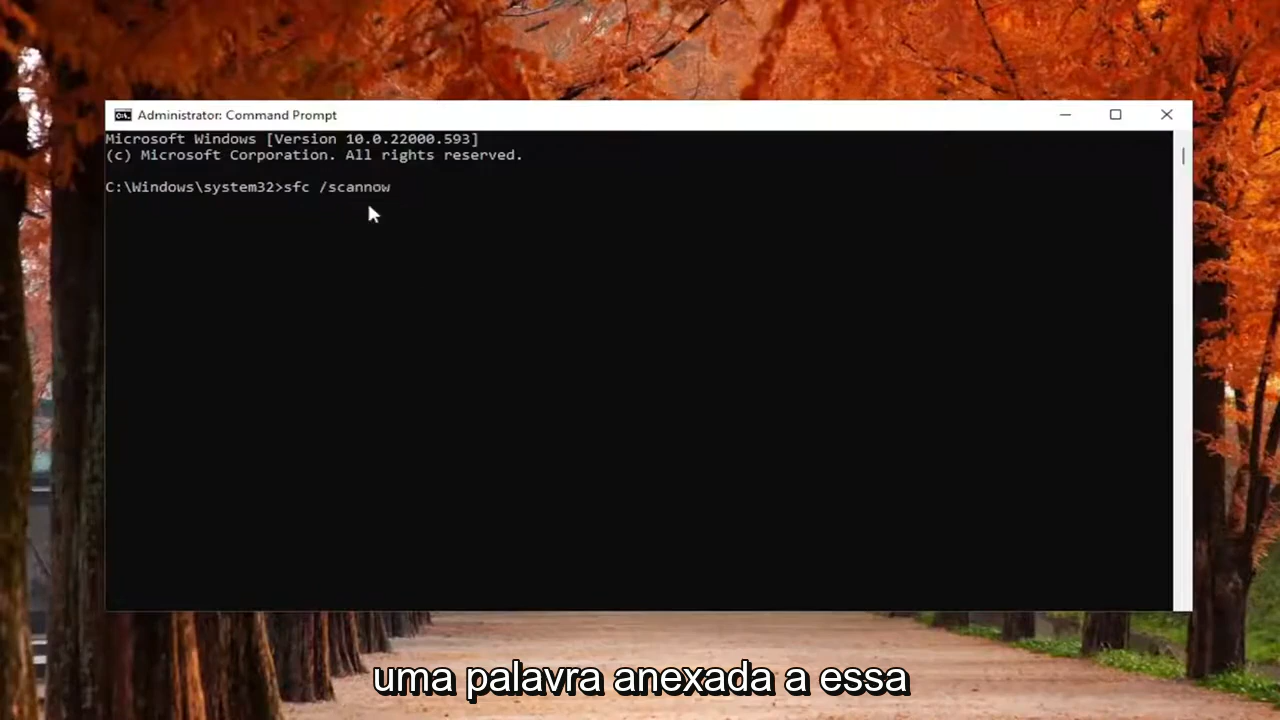 Administrator: Command Prompt
Microsoft Windows [Version 10.0.22000.593]
(c) Microsoft Corporation. All rights reserved.
C:\Windows\system32>sfc /scannow
uma palavra anexada a essa